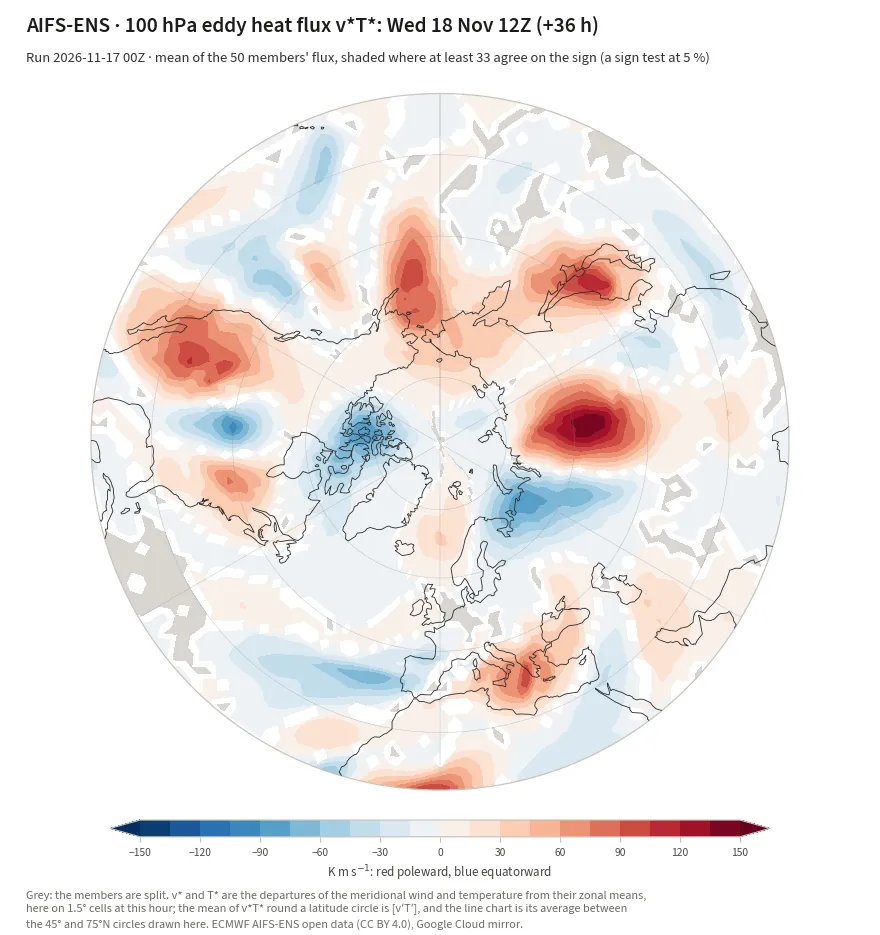 AIFS-ENS · 100 hPa eddy heat flux v*T*: Wed 18 Nov 12Z (+36 h)
Run 2026-11-17 00Z · mean of the 50 members' flux, shaded where at least 33 agree on the sign (a sign test at 5 %)
−150 −120 −90 −60 −30 0 30 60 90 120 150
K m s⁻¹: red poleward, blue equatorward
Grey: the members are split. v* and T* are the departures of the meridional wind and temperature from their zonal means,
here on 1.5° cells at this hour; the mean of v*T* round a latitude circle is [v′T′], and the line chart is its average between
the 45° and 75°N circles drawn here. ECMWF AIFS-ENS open data (CC BY 4.0), Google Cloud mirror.